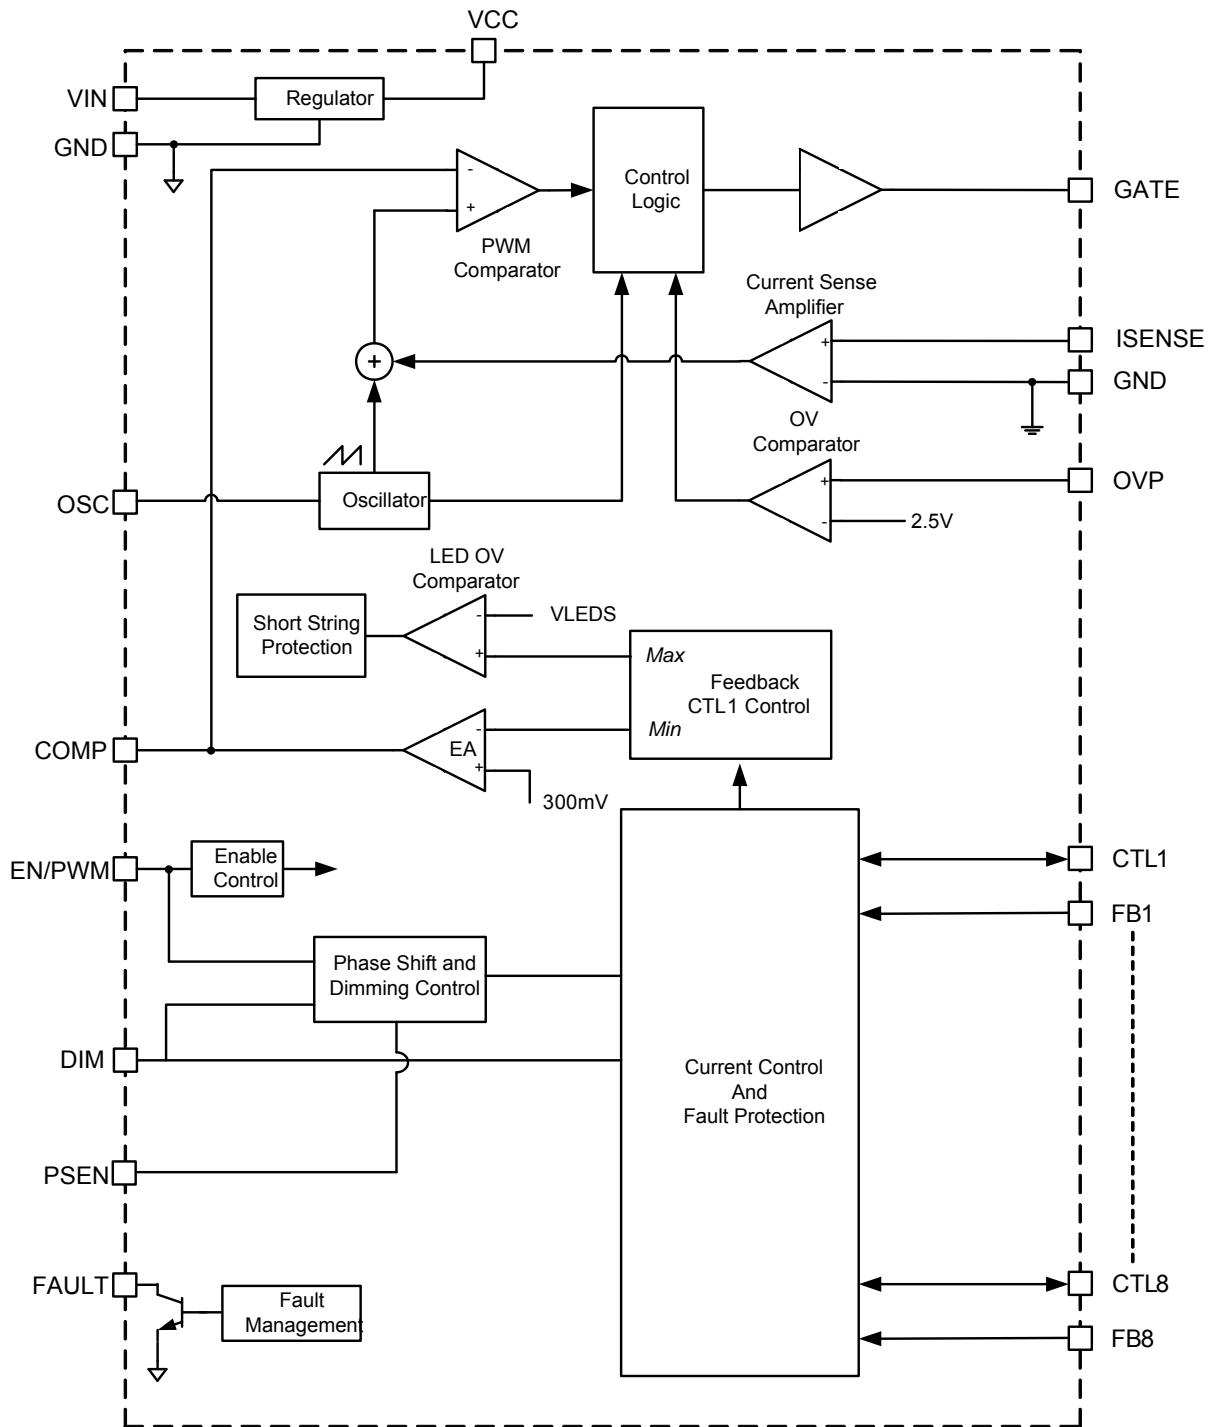 VCC
VIN
Regulator
GND
-
+
PWM
Comparator
Control
Logic
GATE
Current Sense
Amplifier
+
-
ISENSE
GND
+
OV
Comparator
+
-
OVP
2.5V
OSC
Oscillator
LED OV
Comparator
-
+
VLEDS
Short String
Protection
Max
Feedback
CTL1 Control
Min
COMP
EA
-
+
300mV
EN/PWM
Enable
Control
CTL1
FB1
Phase Shift and
Dimming Control
DIM
Current Control
And
Fault Protection
PSEN
FAULT
Fault
Management
CTL8
FB8